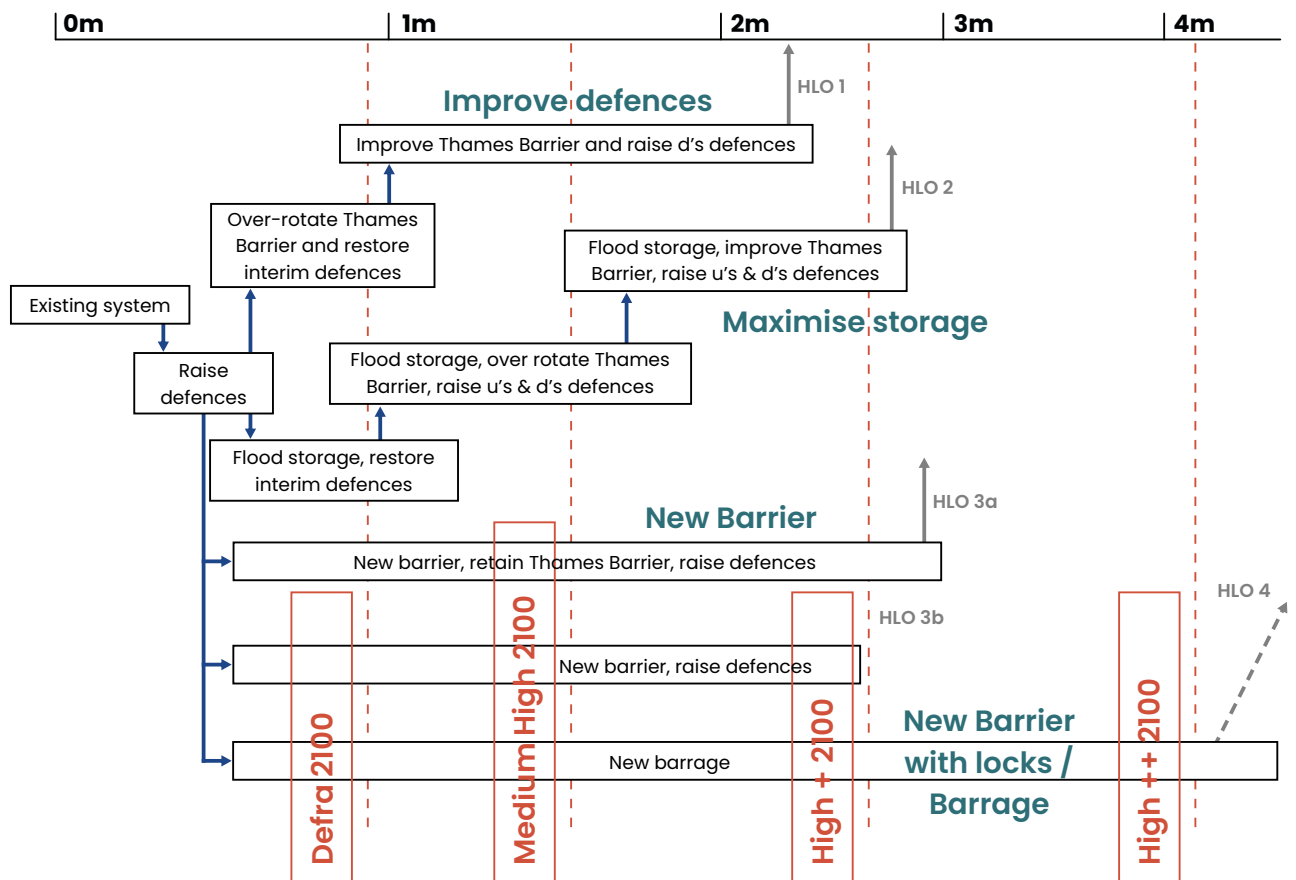 0m
1m
2m
3m
4m
HLO 1
Improve defences
Improve Thames Barrier and raise d’s defences
HLO 2
Over-rotate Thames
Barrier and restore
interim defences
Flood storage, improve Thames
Barrier, raise u’s & d’s defences
Existing system
Maximise storage
Raise
defences
Flood storage, over rotate Thames
Barrier, raise u’s & d’s defences
Flood storage, restore
interim defences
HLO 3a
New Barrier
New barrier, retain Thames Barrier, raise defences
HLO 4
HLO 3b
New barrier, raise defences
New Barrier
with locks /
Barrage
New barrage
Defra 2100
Medium High 2100
High + 2100
High ++ 2100